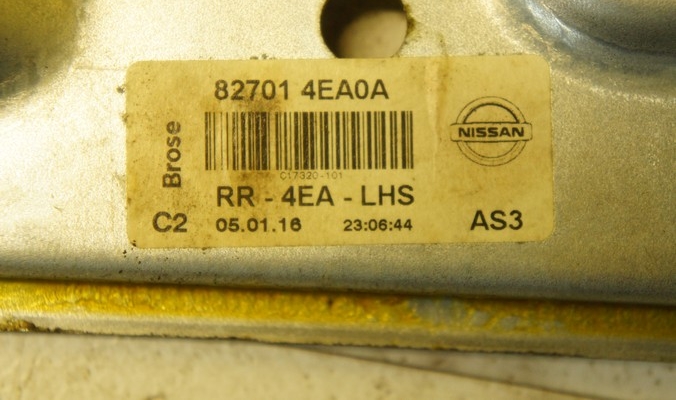 82701 4EA0A
Brose
NISSAN
C17320-101
RR - 4EA - LHS
C2
05.01.16
23:06:44
AS3